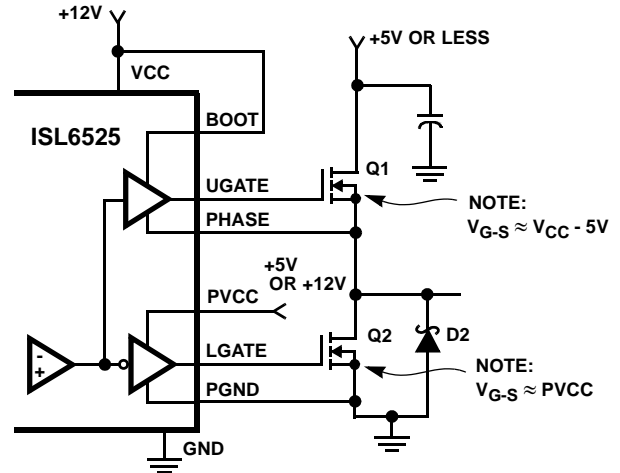 +12V
+5V OR LESS
VCC
BOOT
ISL6525
Q1
UGATE
NOTE:
VG-S ≈ VCC - 5V
PHASE
+5V
OR +12V
PVCC
Q2
D2
LGATE
-
+
NOTE:
VG-S ≈ PVCC
PGND
GND